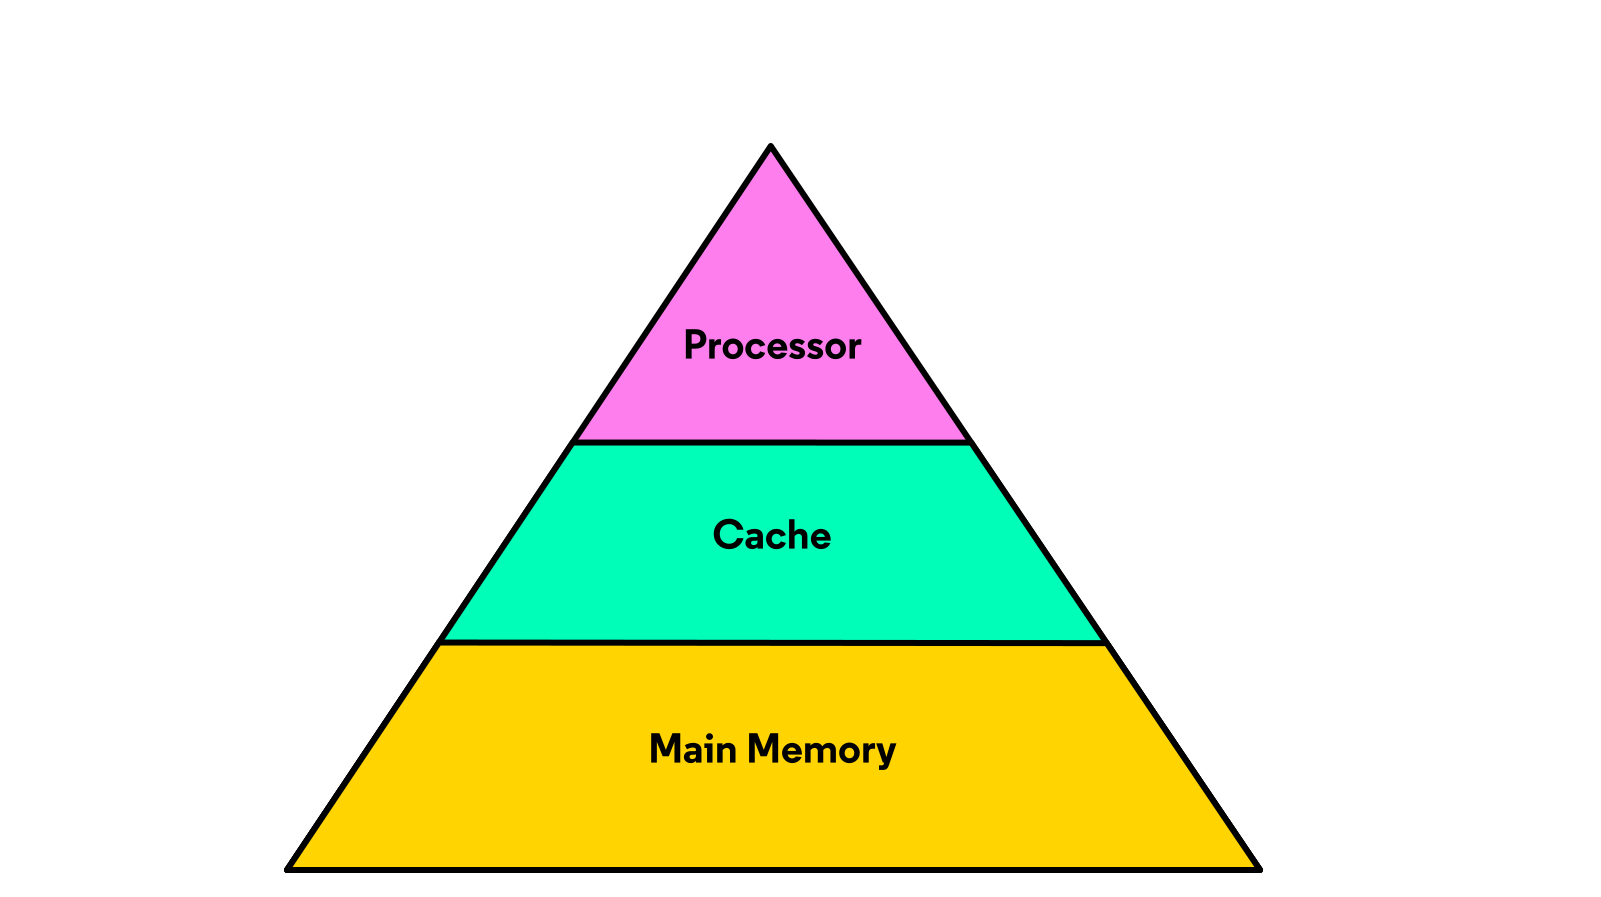 Processor
Cache
Main Memory